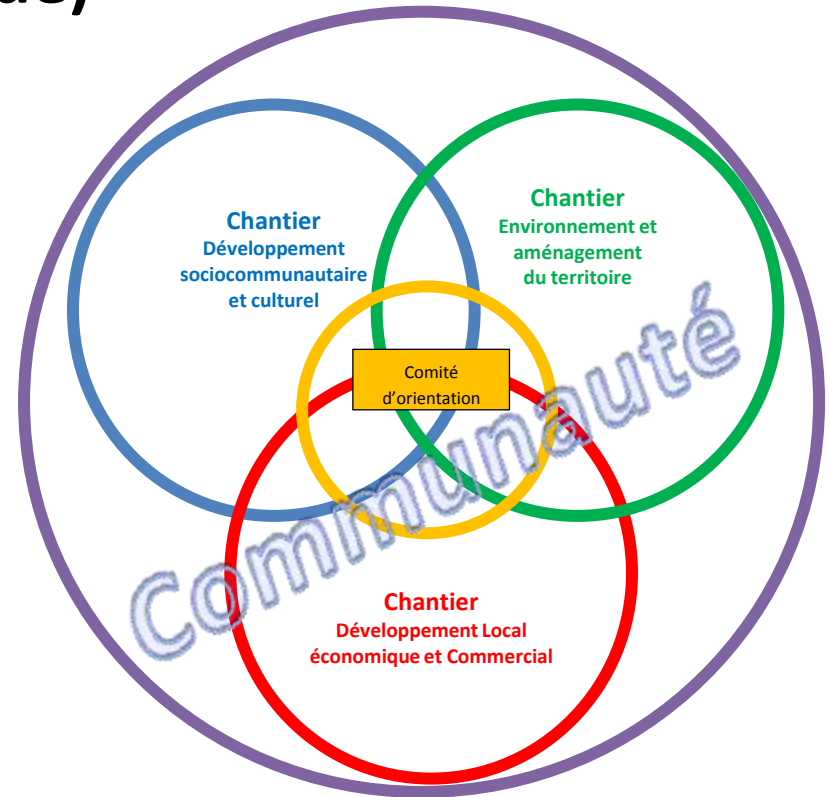 Chantier
Développement
sociocommunautaire
et culturel
Chantier
Environnement et
aménagement
du territoire
Comité
d'orientation
Communauté
Chantier
Développement Local
économique et Commercial